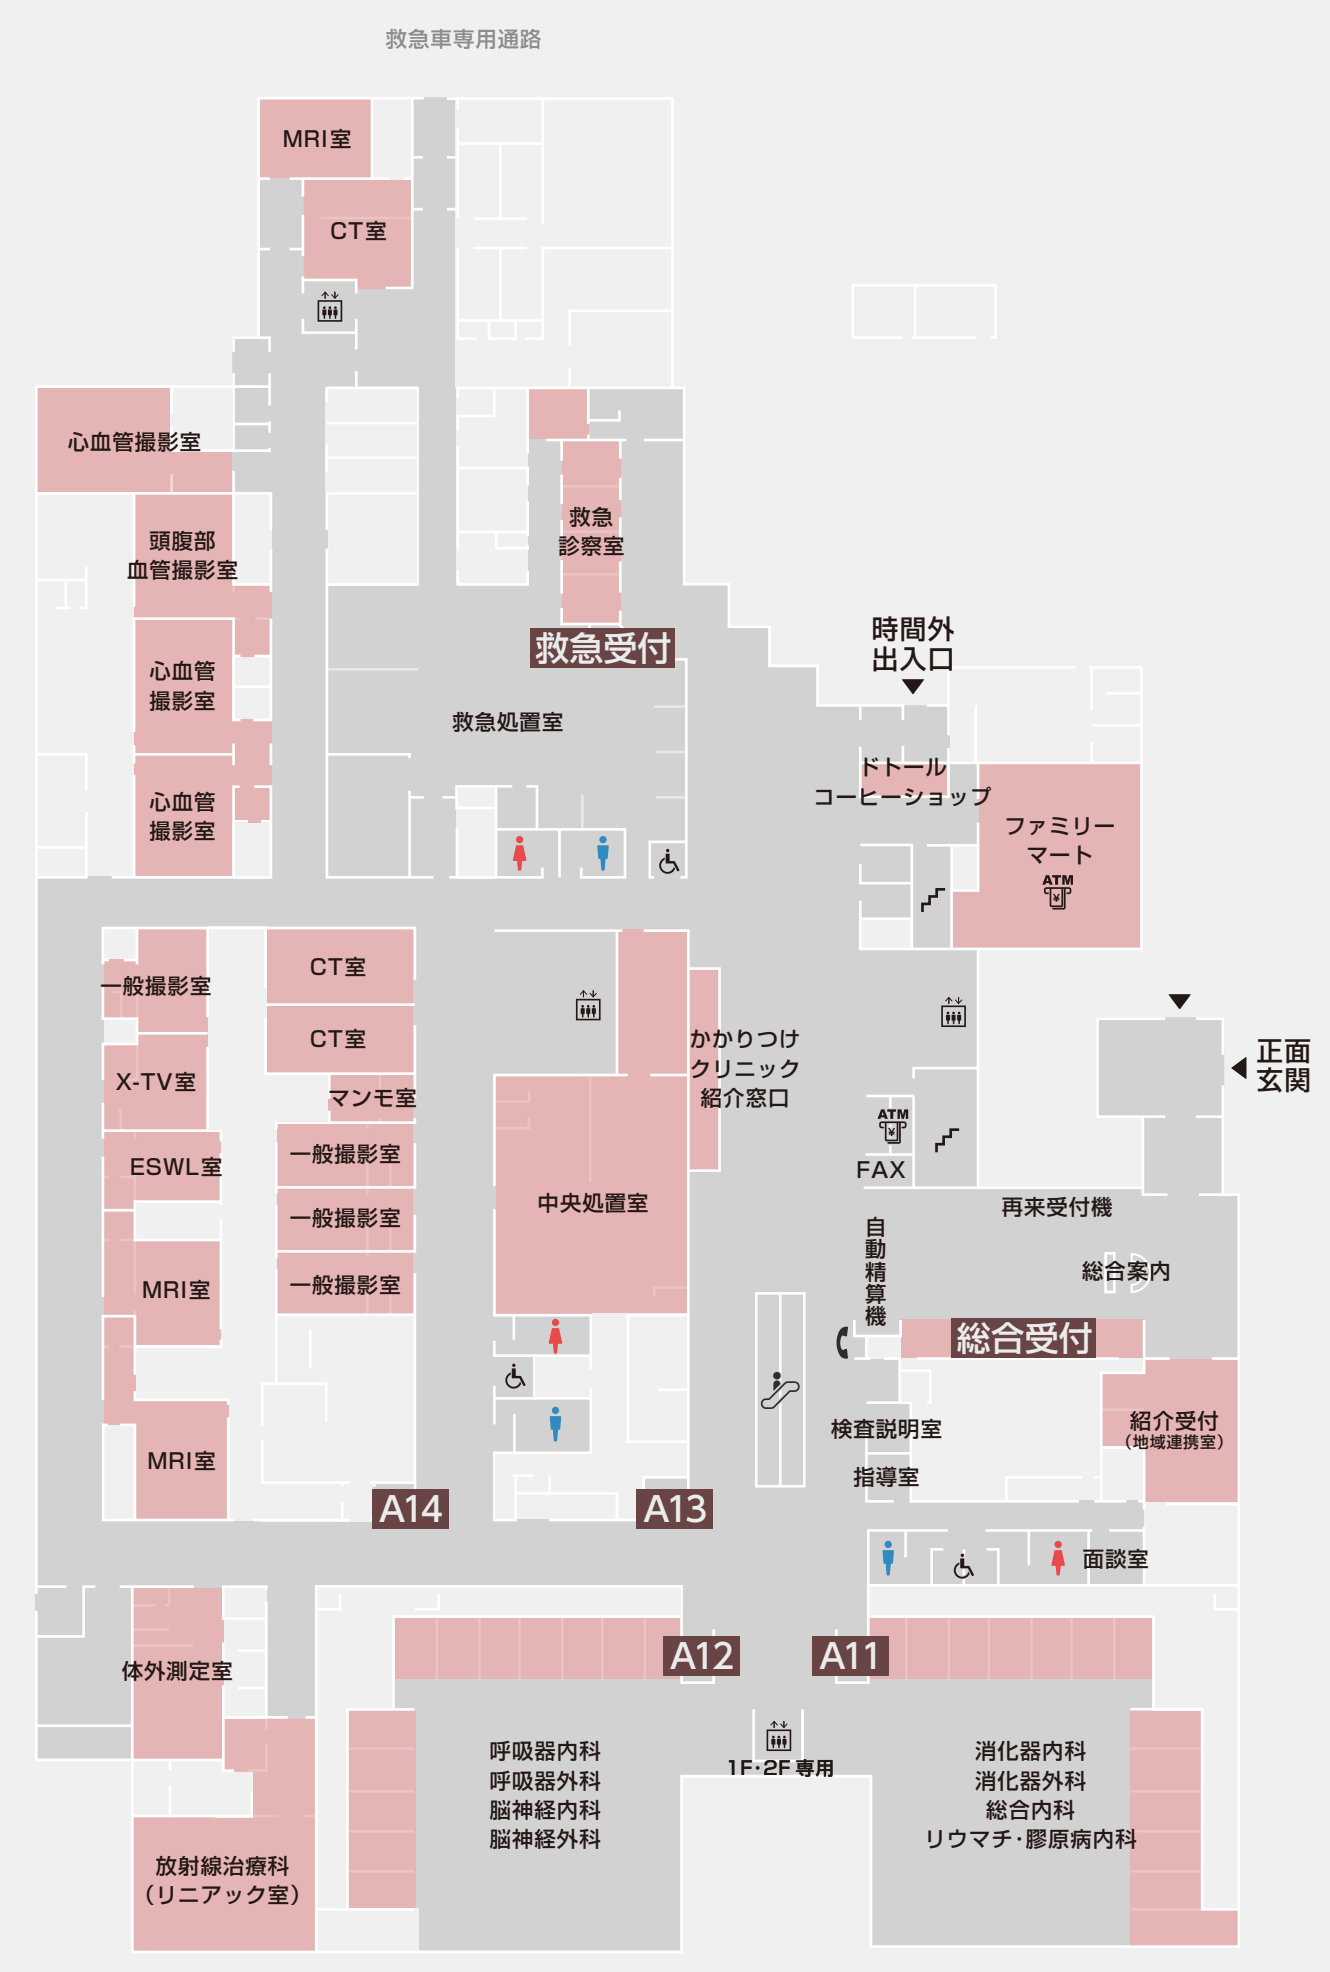 救急車専用通路
MRI室
CT室
心血管撮影室
頭腹部
血管撮影室
救急
診察室
救急受付
時間外
出入口
心血管
撮影室
救急処置室
ドトール
コーヒーショップ
心血管
撮影室
ファミリー
マート
ATM
¥
一般撮影室
CT室
CT室
かかりつけ
クリニック
紹介窓口
正面
玄関
X-TV室
マンモ室
ATM
¥
FAX
ESWL室
一般撮影室
中央処置室
一般撮影室
再来受付機
自動精算機
総合案内
MRI室
一般撮影室
総合受付
検査説明室
紹介受付
（地域連携室）
MRI室
指導室
A14
A13
面談室
体外測定室
A12
A11
呼吸器内科
呼吸器外科
脳神経内科
脳神経外科
1F･2F専用
消化器内科
消化器外科
総合内科
リウマチ･膠原病内科
放射線治療科
（リニアック室）